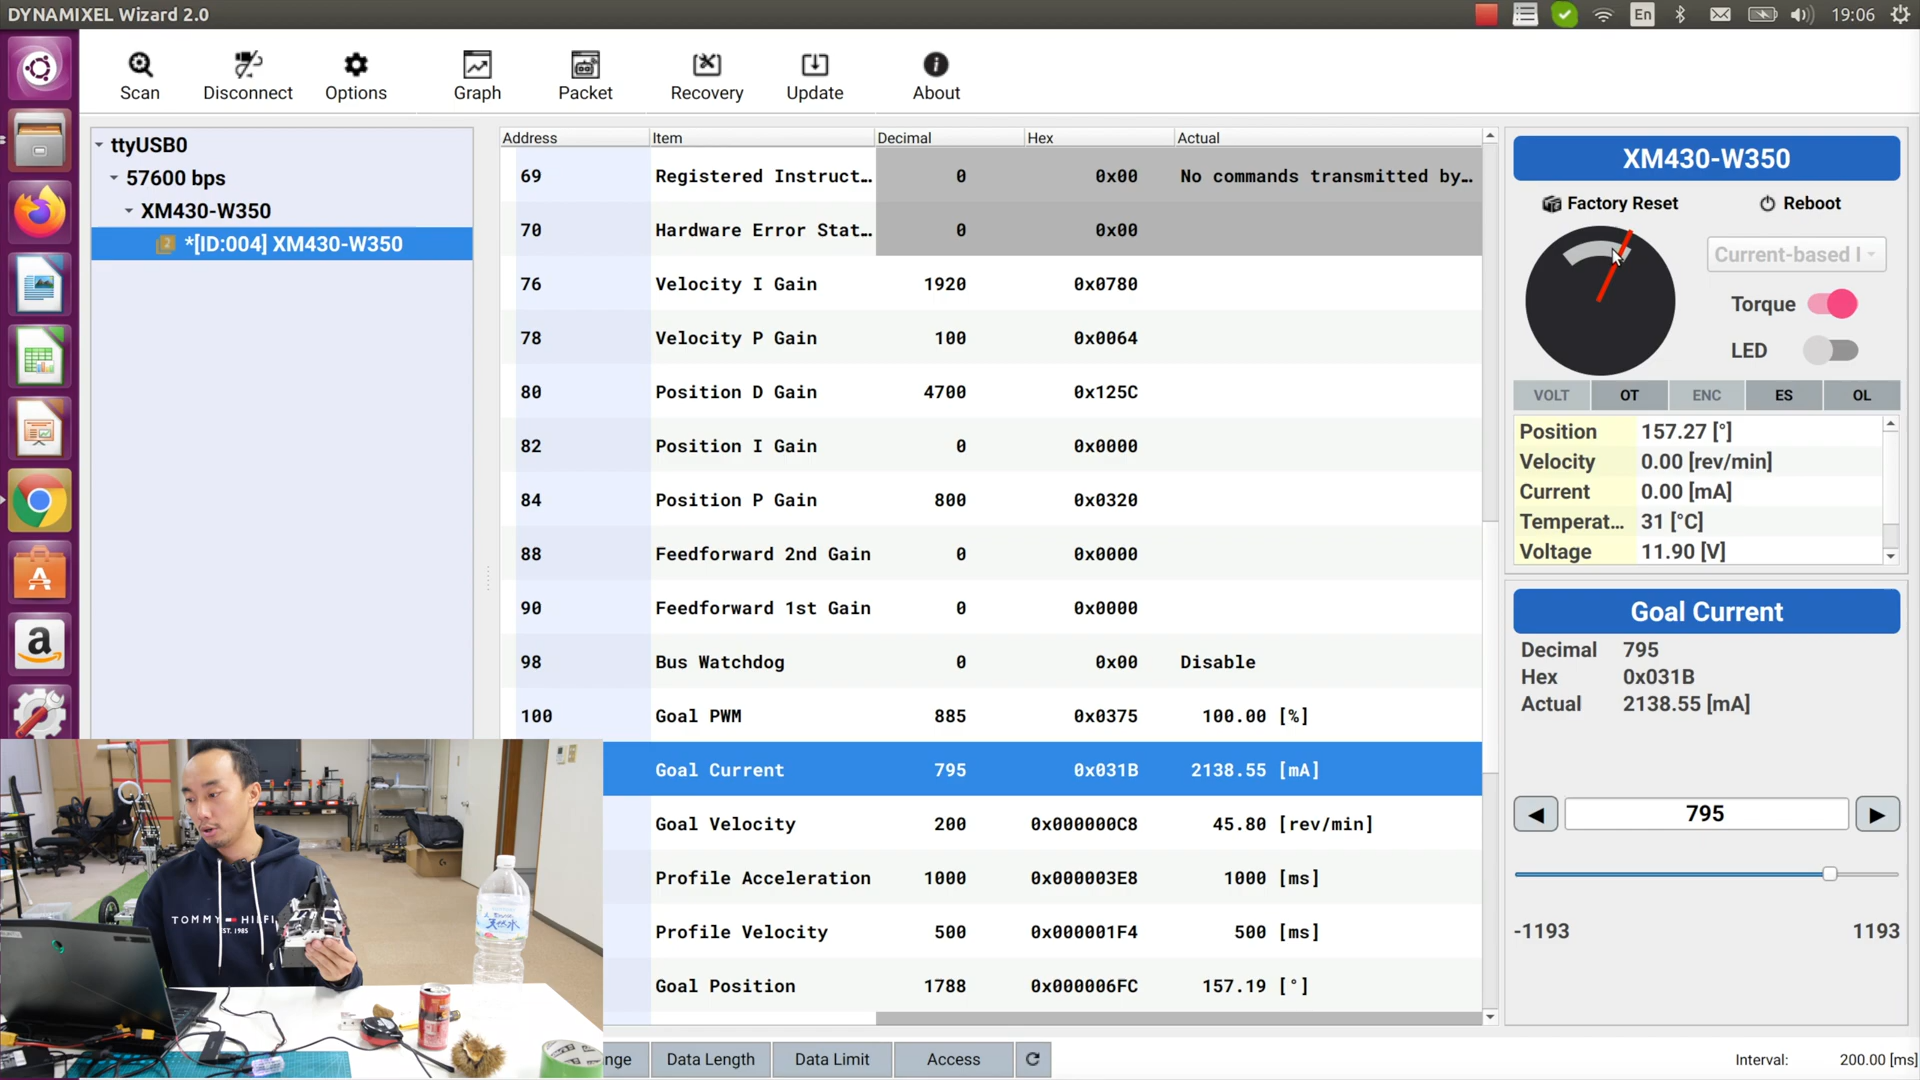 DYNAMIXEL Wizard 2.0
En
19:06
Scan
Disconnect
Options
Graph
Packet
Recovery
Update
About
ttyUSB0
57600 bps
XM430-W350
*[ID:004] XM430-W350
Address Item Decimal Hex Actual
69 Registered Instruct... 0 0x00 No commands transmitted by...
70 Hardware Error Stat... 0 0x00
76 Velocity I Gain 1920 0x0780
78 Velocity P Gain 100 0x0064
80 Position D Gain 4700 0x125C
82 Position I Gain 0 0x0000
84 Position P Gain 800 0x0320
88 Feedforward 2nd Gain 0 0x0000
90 Feedforward 1st Gain 0 0x0000
98 Bus Watchdog 0 0x00 Disable
100 Goal PWM 885 0x0375 100.00 [%]
Goal Current 795 0x031B 2138.55 [mA]
Goal Velocity 200 0x000000C8 45.80 [rev/min]
Profile Acceleration 1000 0x000003E8 1000 [ms]
Profile Velocity 500 0x000001F4 500 [ms]
Goal Position 1788 0x000006FC 157.19 [°]
nge
Data Length
Data Limit
Access
XM430-W350
Factory Reset
Reboot
Current-based I
Torque
LED
VOLT OT ENC ES OL
Position 157.27 [°]
Velocity 0.00 [rev/min]
Current 0.00 [mA]
Temperat... 31 [°C]
Voltage 11.90 [V]
Goal Current
Decimal 795
Hex 0x031B
Actual 2138.55 [mA]
795
-1193 1193
Interval: 200.00 [ms]
TOMMY HILFI
EST. 1985
天然水